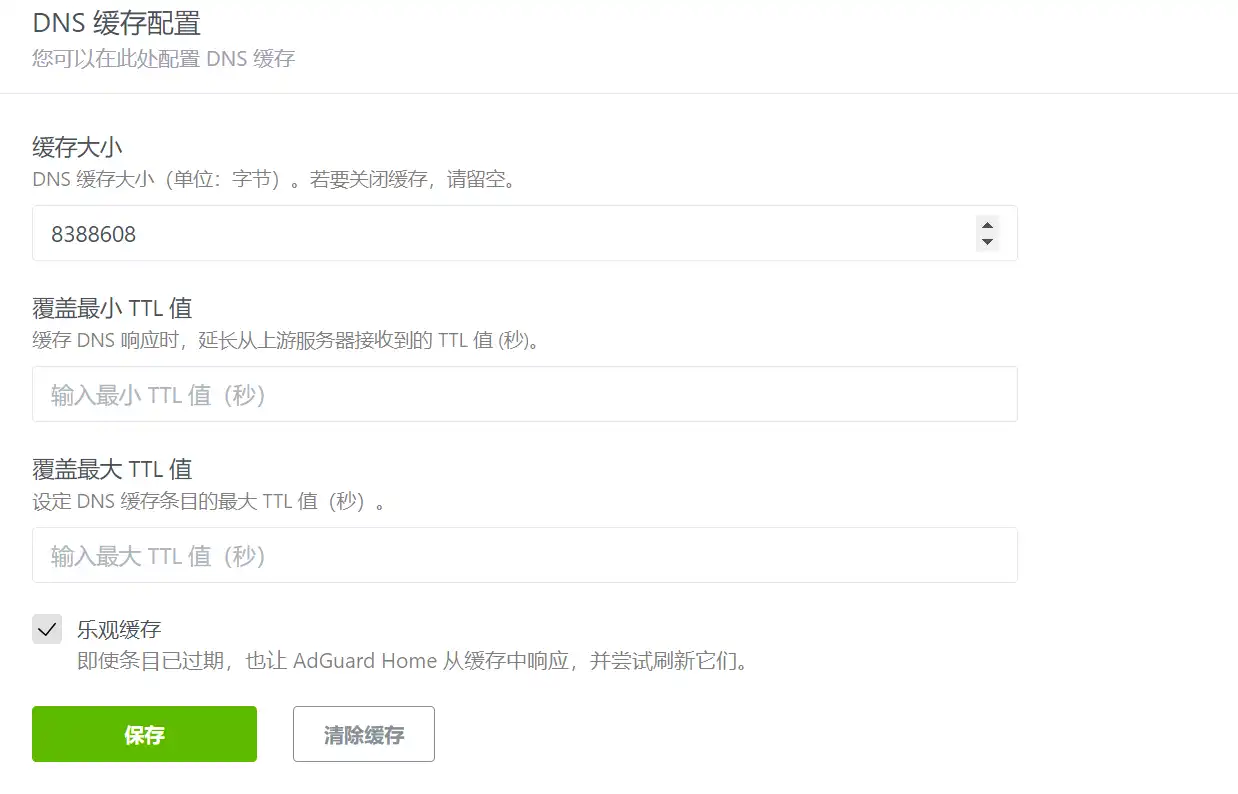 DNS 缓存配置
您可以在此处配置 DNS 缓存
缓存大小
DNS 缓存大小（单位：字节）。若要关闭缓存，请留空。
8388608
覆盖最小 TTL 值
缓存 DNS 响应时，延长从上游服务器接收到的 TTL 值 (秒)。
输入最小 TTL 值（秒）
覆盖最大 TTL 值
设定 DNS 缓存条目的最大 TTL 值（秒）。
输入最大 TTL 值（秒）
乐观缓存
即使条目已过期，也让 AdGuard Home 从缓存中响应，并尝试刷新它们。
保存 清除缓存